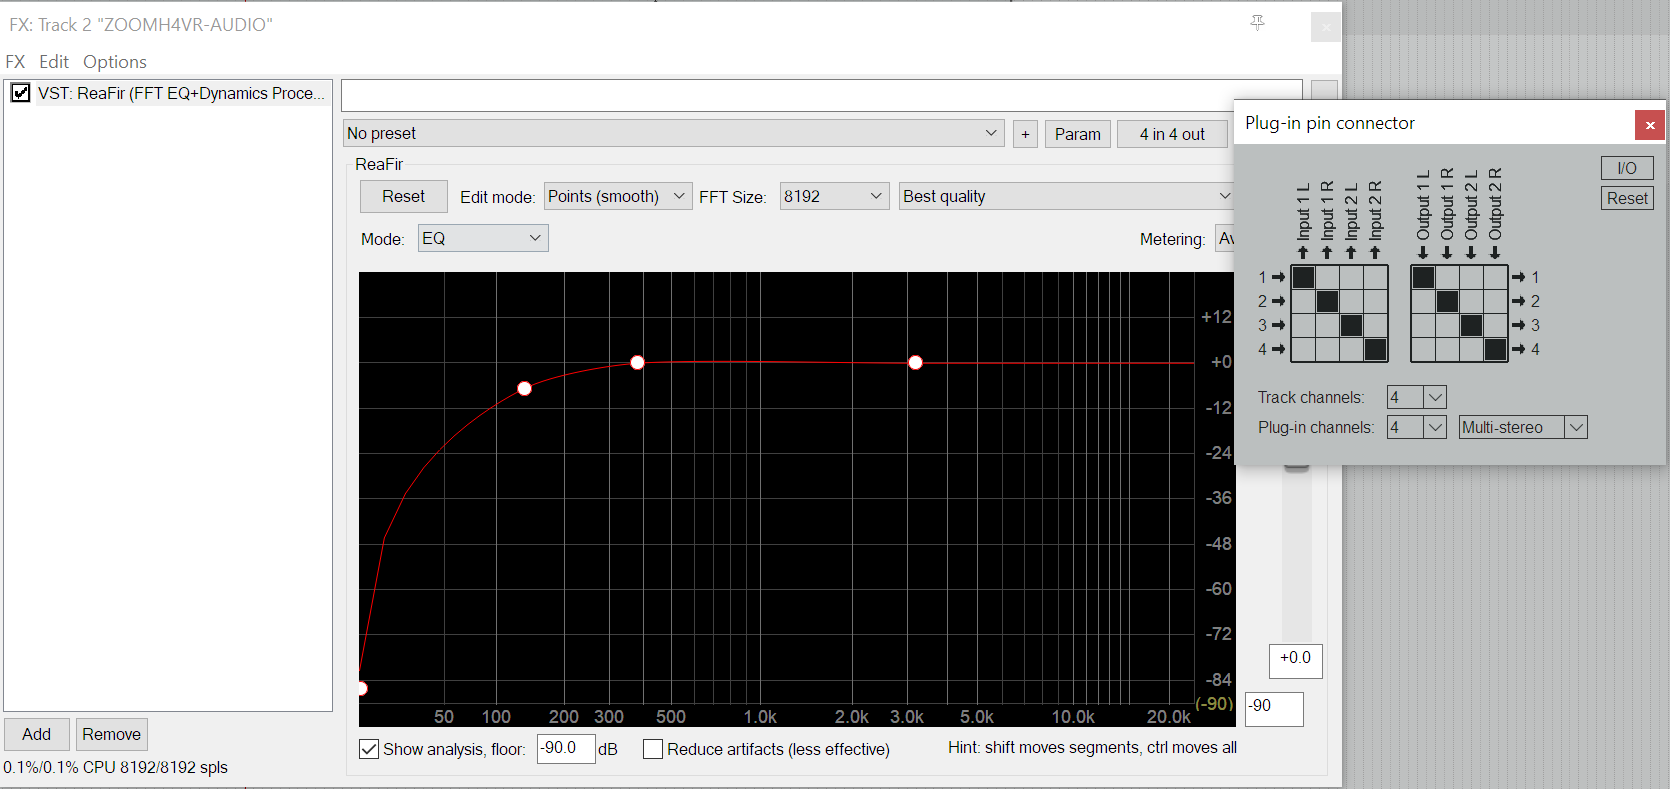 FX: Track 2 "ZOOMH4VR-AUDIO"
FX Edit Options
VST: ReaFir (FFT EQ+Dynamics Proce...
No preset
+
Param
4 in 4 out
ReaFir
Reset
Edit mode: Points (smooth)
FFT Size: 8192
Best quality
Mode: EQ
Metering: Av
+12
+0
-12
-24
-36
-48
-60
-72
-84
(-90)
50 100 200 300 500 1.0k 2.0k 3.0k 5.0k 10.0k 20.0k
+0.0
-90
Show analysis, floor: -90.0 dB
Reduce artifacts (less effective)
Hint: shift moves segments, ctrl moves all
Add
Remove
0.1%/0.1% CPU 8192/8192 spls
Plug-in pin connector
I/O
Reset
Input 1 L
Input 1 R
Input 2 L
Input 2 R
Output 1 L
Output 1 R
Output 2 L
Output 2 R
1 1
2 2
3 3
4 4
Track channels: 4
Plug-in channels: 4 Multi-stereo